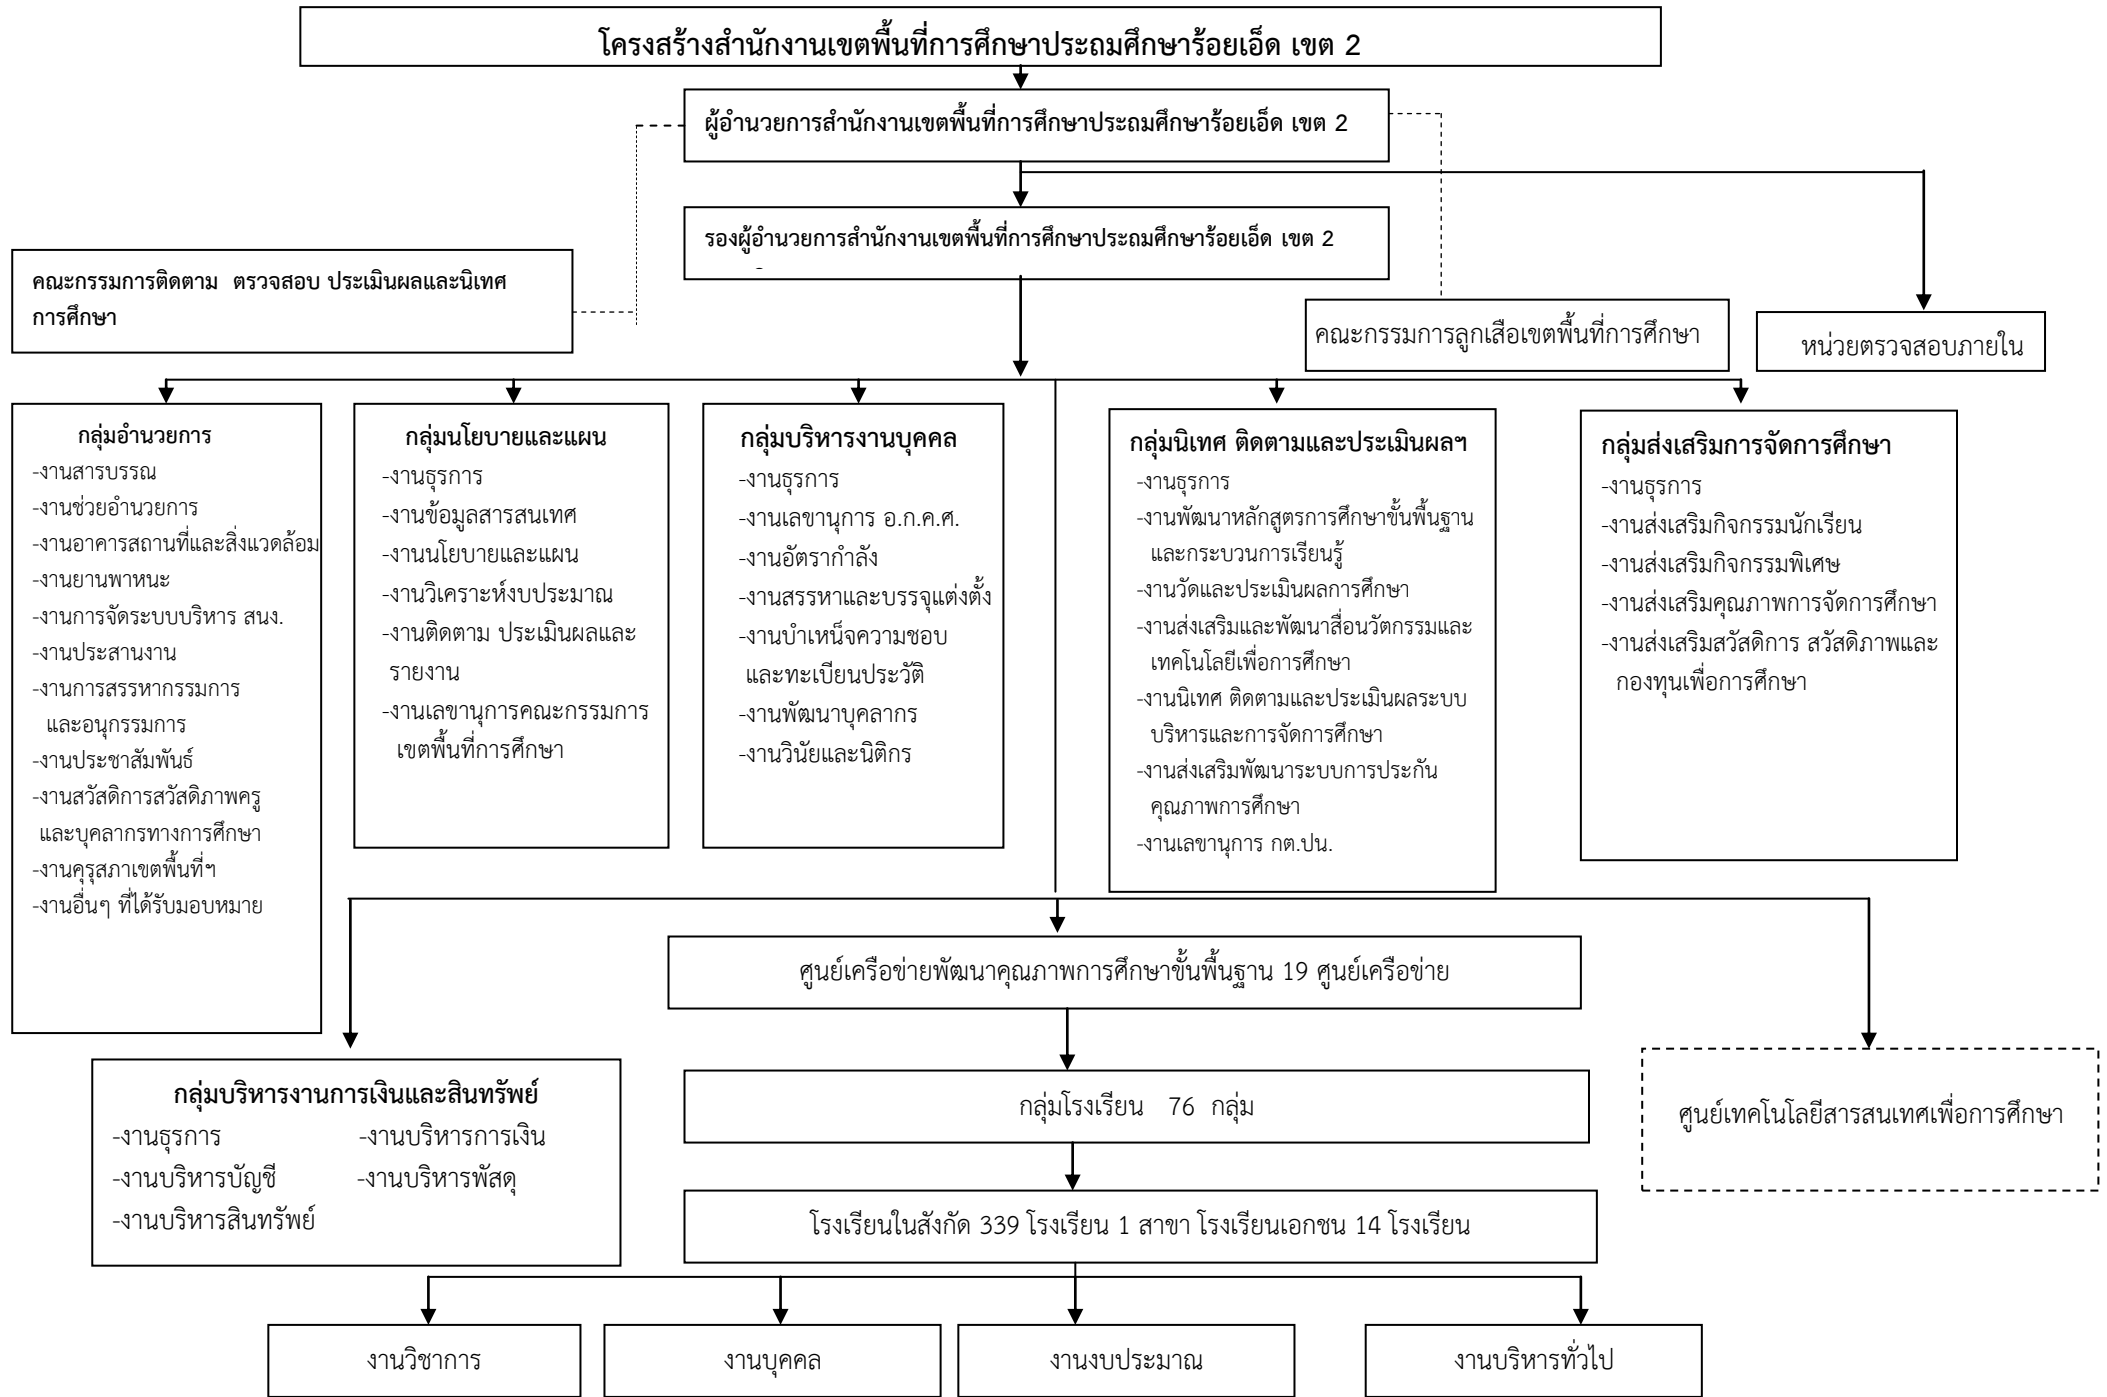 โครงสร้างสำนักงานเขตพื้นที่การศึกษาประถมศึกษาร้อยเอ็ด เขต 2
ผู้อำนวยการสำนักงานเขตพื้นที่การศึกษาประถมศึกษาร้อยเอ็ด เขต 2
รองผู้อำนวยการสำนักงานเขตพื้นที่การศึกษาประถมศึกษาร้อยเอ็ด เขต 2
คณะกรรมการติดตาม ตรวจสอบ ประเมินผลและนิเทศ
การศึกษา
คณะกรรมการลูกเสือเขตพื้นที่การศึกษา
หน่วยตรวจสอบภายใน
กลุ่มอำนวยการ
-งานสารบรรณ
-งานช่วยอำนวยการ
-งานอาคารสถานที่และสิ่งแวดล้อม
-งานยานพาหนะ
-งานการจัดระบบบริหาร สนง.
-งานประสานงาน
-งานการสรรหากรรมการ
และอนุกรรมการ
-งานประชาสัมพันธ์
-งานสวัสดิการสวัสดิภาพครู
และบุคลากรทางการศึกษา
-งานคุรุสภาเขตพื้นที่ฯ
-งานอื่นๆ ที่ได้รับมอบหมาย
กลุ่มนโยบายและแผน
-งานธุรการ
-งานข้อมูลสารสนเทศ
-งานนโยบายและแผน
-งานวิเคราะห์งบประมาณ
-งานติดตาม ประเมินผลและ
รายงาน
-งานเลขานุการคณะกรรมการ
เขตพื้นที่การศึกษา
กลุ่มบริหารงานบุคคล
-งานธุรการ
-งานเลขานุการ อ.ก.ค.ศ.
-งานอัตรากำลัง
-งานสรรหาและบรรจุแต่งตั้ง
-งานบำเหน็จความชอบ
และทะเบียนประวัติ
-งานพัฒนาบุคลากร
-งานวินัยและนิติกร
กลุ่มนิเทศ ติดตามและประเมินผลฯ
-งานธุรการ
-งานพัฒนาหลักสูตรการศึกษาขั้นพื้นฐาน
และกระบวนการเรียนรู้
-งานวัดและประเมินผลการศึกษา
-งานส่งเสริมและพัฒนาสื่อนวัตกรรมและ
เทคโนโลยีเพื่อการศึกษา
-งานนิเทศ ติดตามและประเมินผลระบบ
บริหารและการจัดการศึกษา
-งานส่งเสริมพัฒนาระบบการประกัน
คุณภาพการศึกษา
-งานเลขานุการ กต.ปน.
กลุ่มส่งเสริมการจัดการศึกษา
-งานธุรการ
-งานส่งเสริมกิจกรรมนักเรียน
-งานส่งเสริมกิจกรรมพิเศษ
-งานส่งเสริมคุณภาพการจัดการศึกษา
-งานส่งเสริมสวัสดิการ สวัสดิภาพและ
กองทุนเพื่อการศึกษา
ศูนย์เครือข่ายพัฒนาคุณภาพการศึกษาขั้นพื้นฐาน 19 ศูนย์เครือข่าย
กลุ่มบริหารงานการเงินและสินทรัพย์
-งานธุรการ -งานบริหารการเงิน
-งานบริหารบัญชี -งานบริหารพัสดุ
-งานบริหารสินทรัพย์
กลุ่มโรงเรียน 76 กลุ่ม
ศูนย์เทคโนโลยีสารสนเทศเพื่อการศึกษา
โรงเรียนในสังกัด 339 โรงเรียน 1 สาขา โรงเรียนเอกชน 14 โรงเรียน
งานวิชาการ
งานบุคคล
งานงบประมาณ
งานบริหารทั่วไป